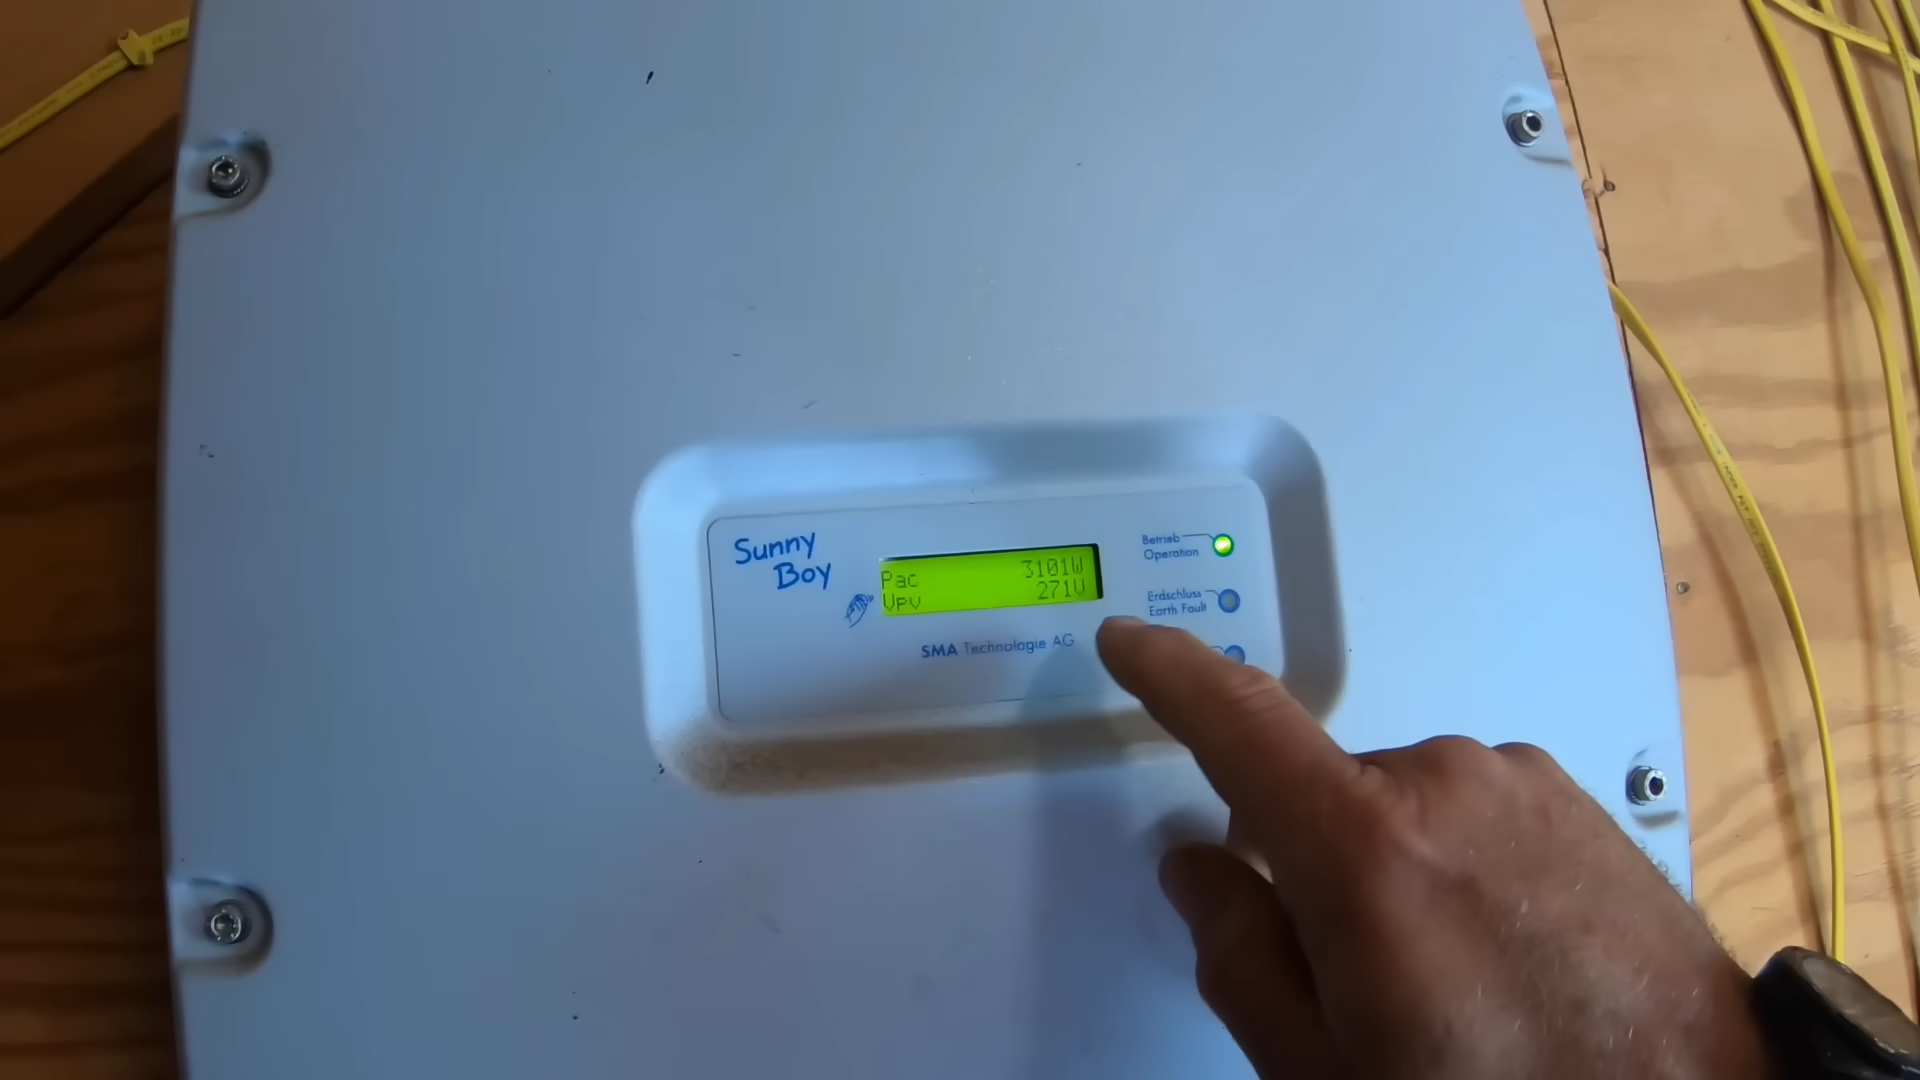 Sunny
Boy
Pac 3101W
Vpv 271V
SMA Technologie AG
Betrieb
Operation
Erdschluss
Earth Fault